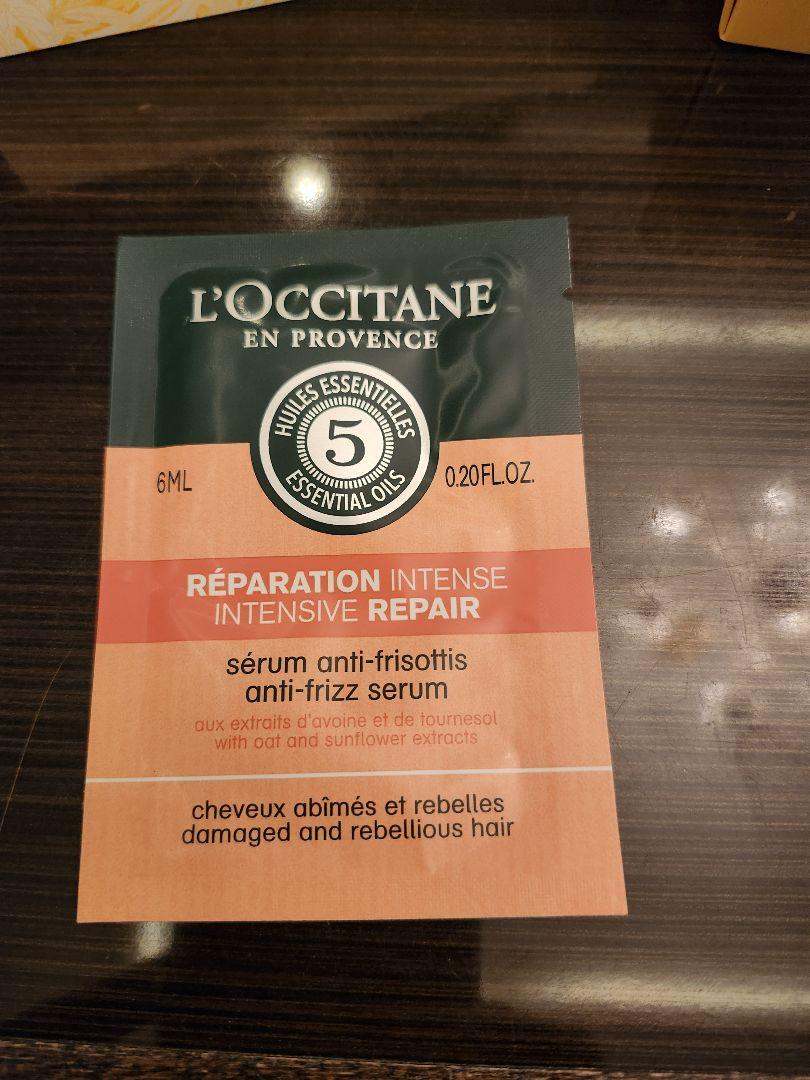 L'OCCITANE
EN PROVENCE
HUILES ESSENTIELLES
5
ESSENTIAL OILS
6ML
0.20FL.OZ.
RÉPARATION INTENSE
INTENSIVE REPAIR
sérum anti-frisottis
anti-frizz serum
aux extraits d'avoine et de tournesol
with oat and sunflower extracts
cheveux abîmés et rebelles
damaged and rebellious hair